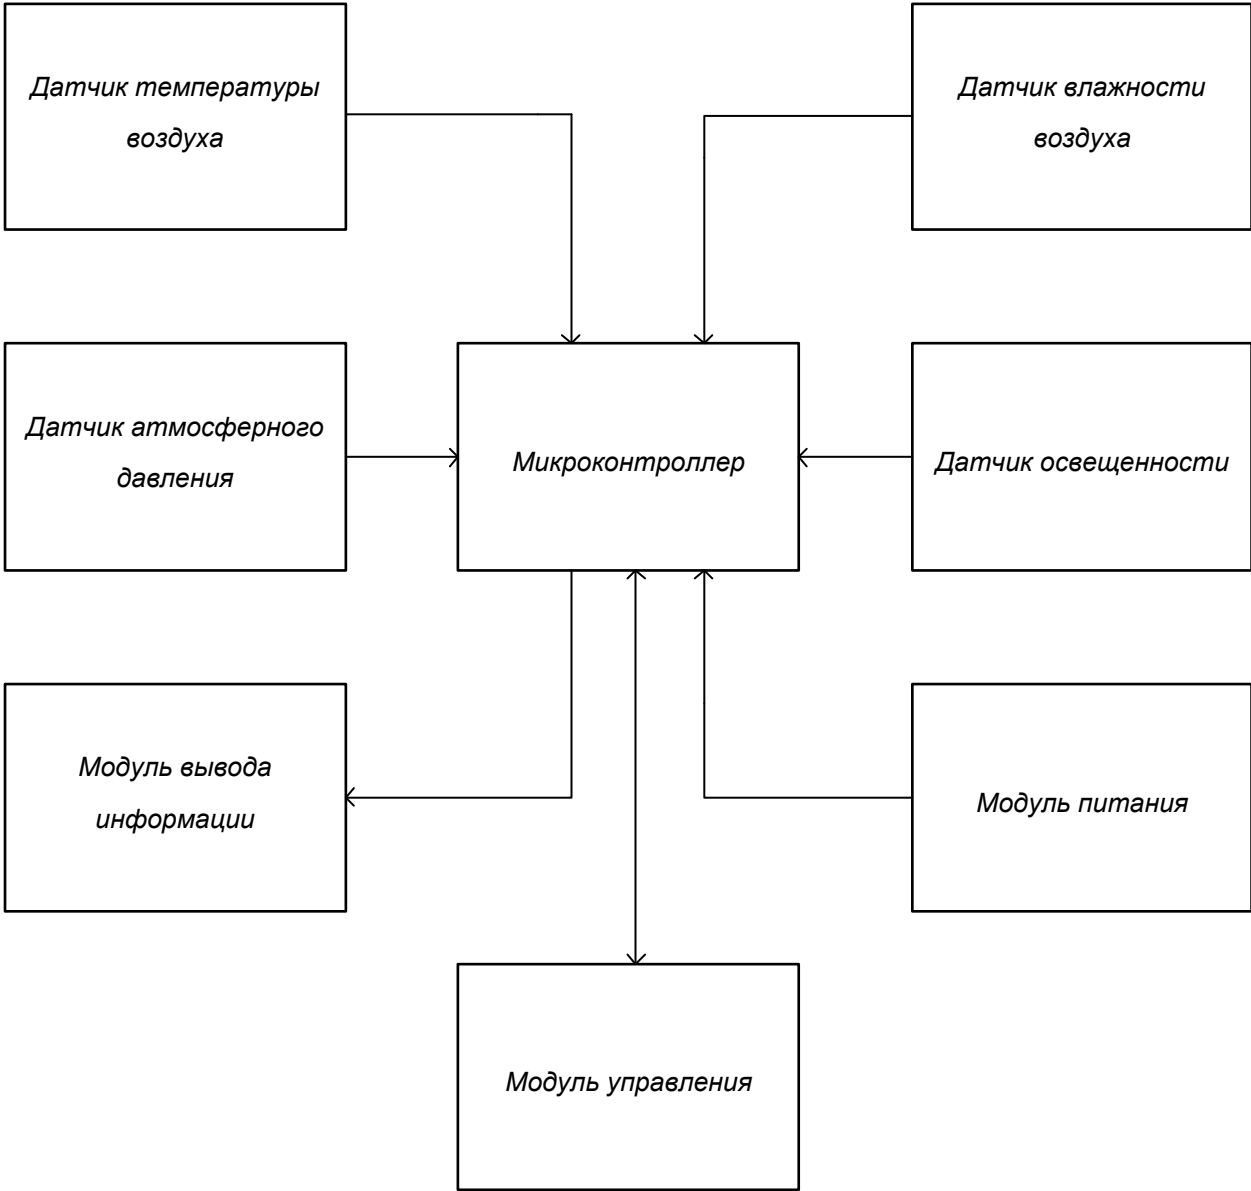 Датчик температуры
воздуха
Датчик влажности
воздуха
Датчик атмосферного
давления
Микроконтроллер
Датчик освещенности
Модуль вывода
информации
Модуль питания
Модуль управления